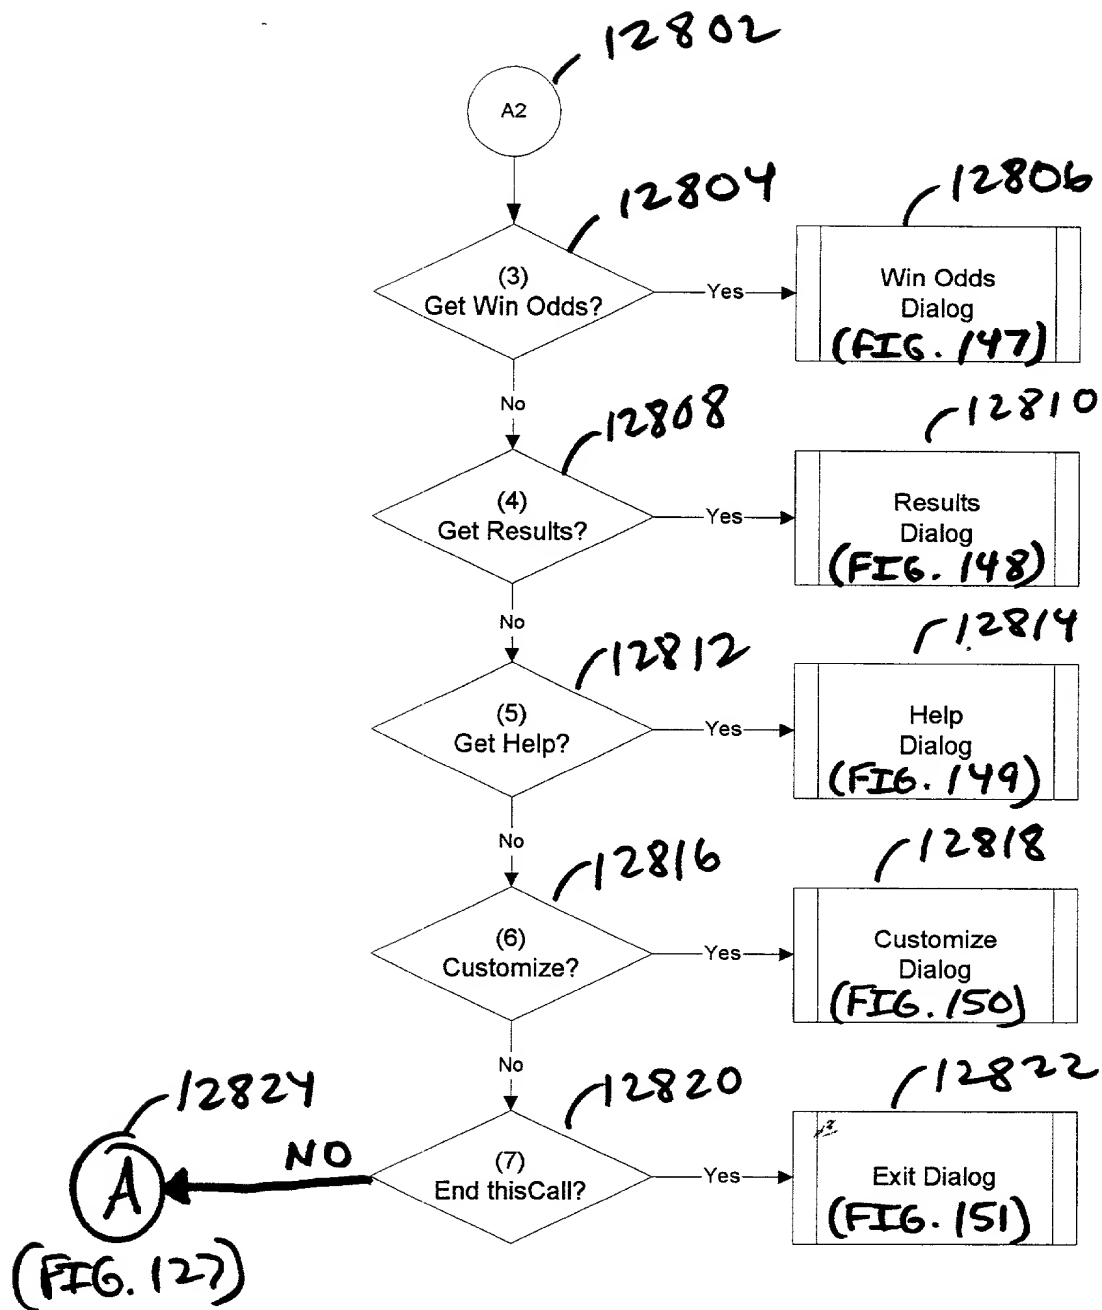 12802
A2
12804
12806
(3)
Get Win Odds?
Yes
Win Odds
Dialog
(FIG. 147)
No
12808
12810
(4)
Get Results?
Yes
Results
Dialog
(FIG. 148)
No
12812
12814
(5)
Get Help?
Yes
Help
Dialog
(FIG. 149)
No
12816
12818
(6)
Customize?
Yes
Customize
Dialog
(FIG. 150)
No
12824
12820
12822
A
NO
(7)
End thisCall?
Yes
Exit Dialog
(FIG. 151)
(FIG. 127)